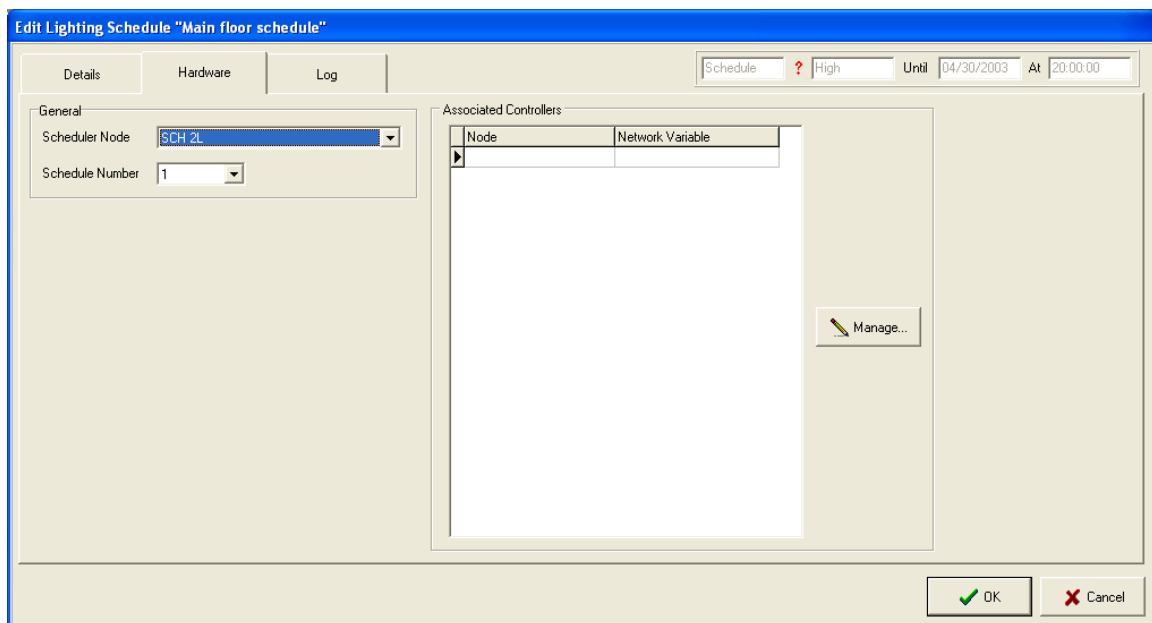 Edit Lighting Schedule "Main floor schedule"
Details Hardware Log
Schedule ? High Until 04/30/2003 At 20:00:00
General
Scheduler Node SCH 2L
Schedule Number 1
Associated Controllers
Node Network Variable
Manage...
OK Cancel